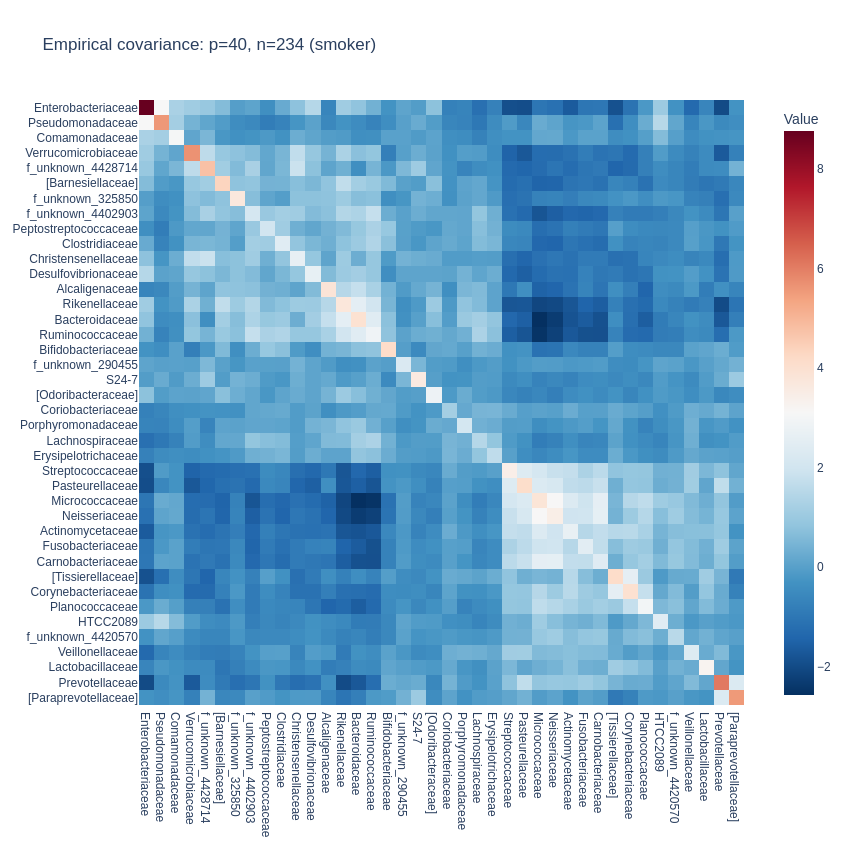 Empirical covariance: p=40, n=234 (smoker)
Value
8
6
4
2
0
−2
Enterobacteriaceae
Pseudomonadaceae
Comamonadaceae
Verrucomicrobiaceae
f_unknown_4428714
[Barnesiellaceae]
f_unknown_325850
f_unknown_4402903
Peptostreptococcaceae
Clostridiaceae
Christensenellaceae
Desulfovibrionaceae
Alcaligenaceae
Rikenellaceae
Bacteroidaceae
Ruminococcaceae
Bifidobacteriaceae
f_unknown_290455
S24-7
[Odoribacteraceae]
Coriobacteriaceae
Porphyromonadaceae
Lachnospiraceae
Erysipelotrichaceae
Streptococcaceae
Pasteurellaceae
Micrococcaceae
Neisseriaceae
Actinomycetaceae
Fusobacteriaceae
Carnobacteriaceae
[Tissierellaceae]
Corynebacteriaceae
Planococcaceae
HTCC2089
f_unknown_4420570
Veillonellaceae
Lactobacillaceae
Prevotellaceae
[Paraprevotellaceae]
Enterobacteriaceae
Pseudomonadaceae
Comamonadaceae
Verrucomicrobiaceae
f_unknown_4428714
[Barnesiellaceae]
f_unknown_325850
f_unknown_4402903
Peptostreptococcaceae
Clostridiaceae
Christensenellaceae
Desulfovibrionaceae
Alcaligenaceae
Rikenellaceae
Bacteroidaceae
Ruminococcaceae
Bifidobacteriaceae
f_unknown_290455
S24-7
[Odoribacteraceae]
Coriobacteriaceae
Porphyromonadaceae
Lachnospiraceae
Erysipelotrichaceae
Streptococcaceae
Pasteurellaceae
Micrococcaceae
Neisseriaceae
Actinomycetaceae
Fusobacteriaceae
Carnobacteriaceae
[Tissierellaceae]
Corynebacteriaceae
Planococcaceae
HTCC2089
f_unknown_4420570
Veillonellaceae
Lactobacillaceae
Prevotellaceae
[Paraprevotellaceae]